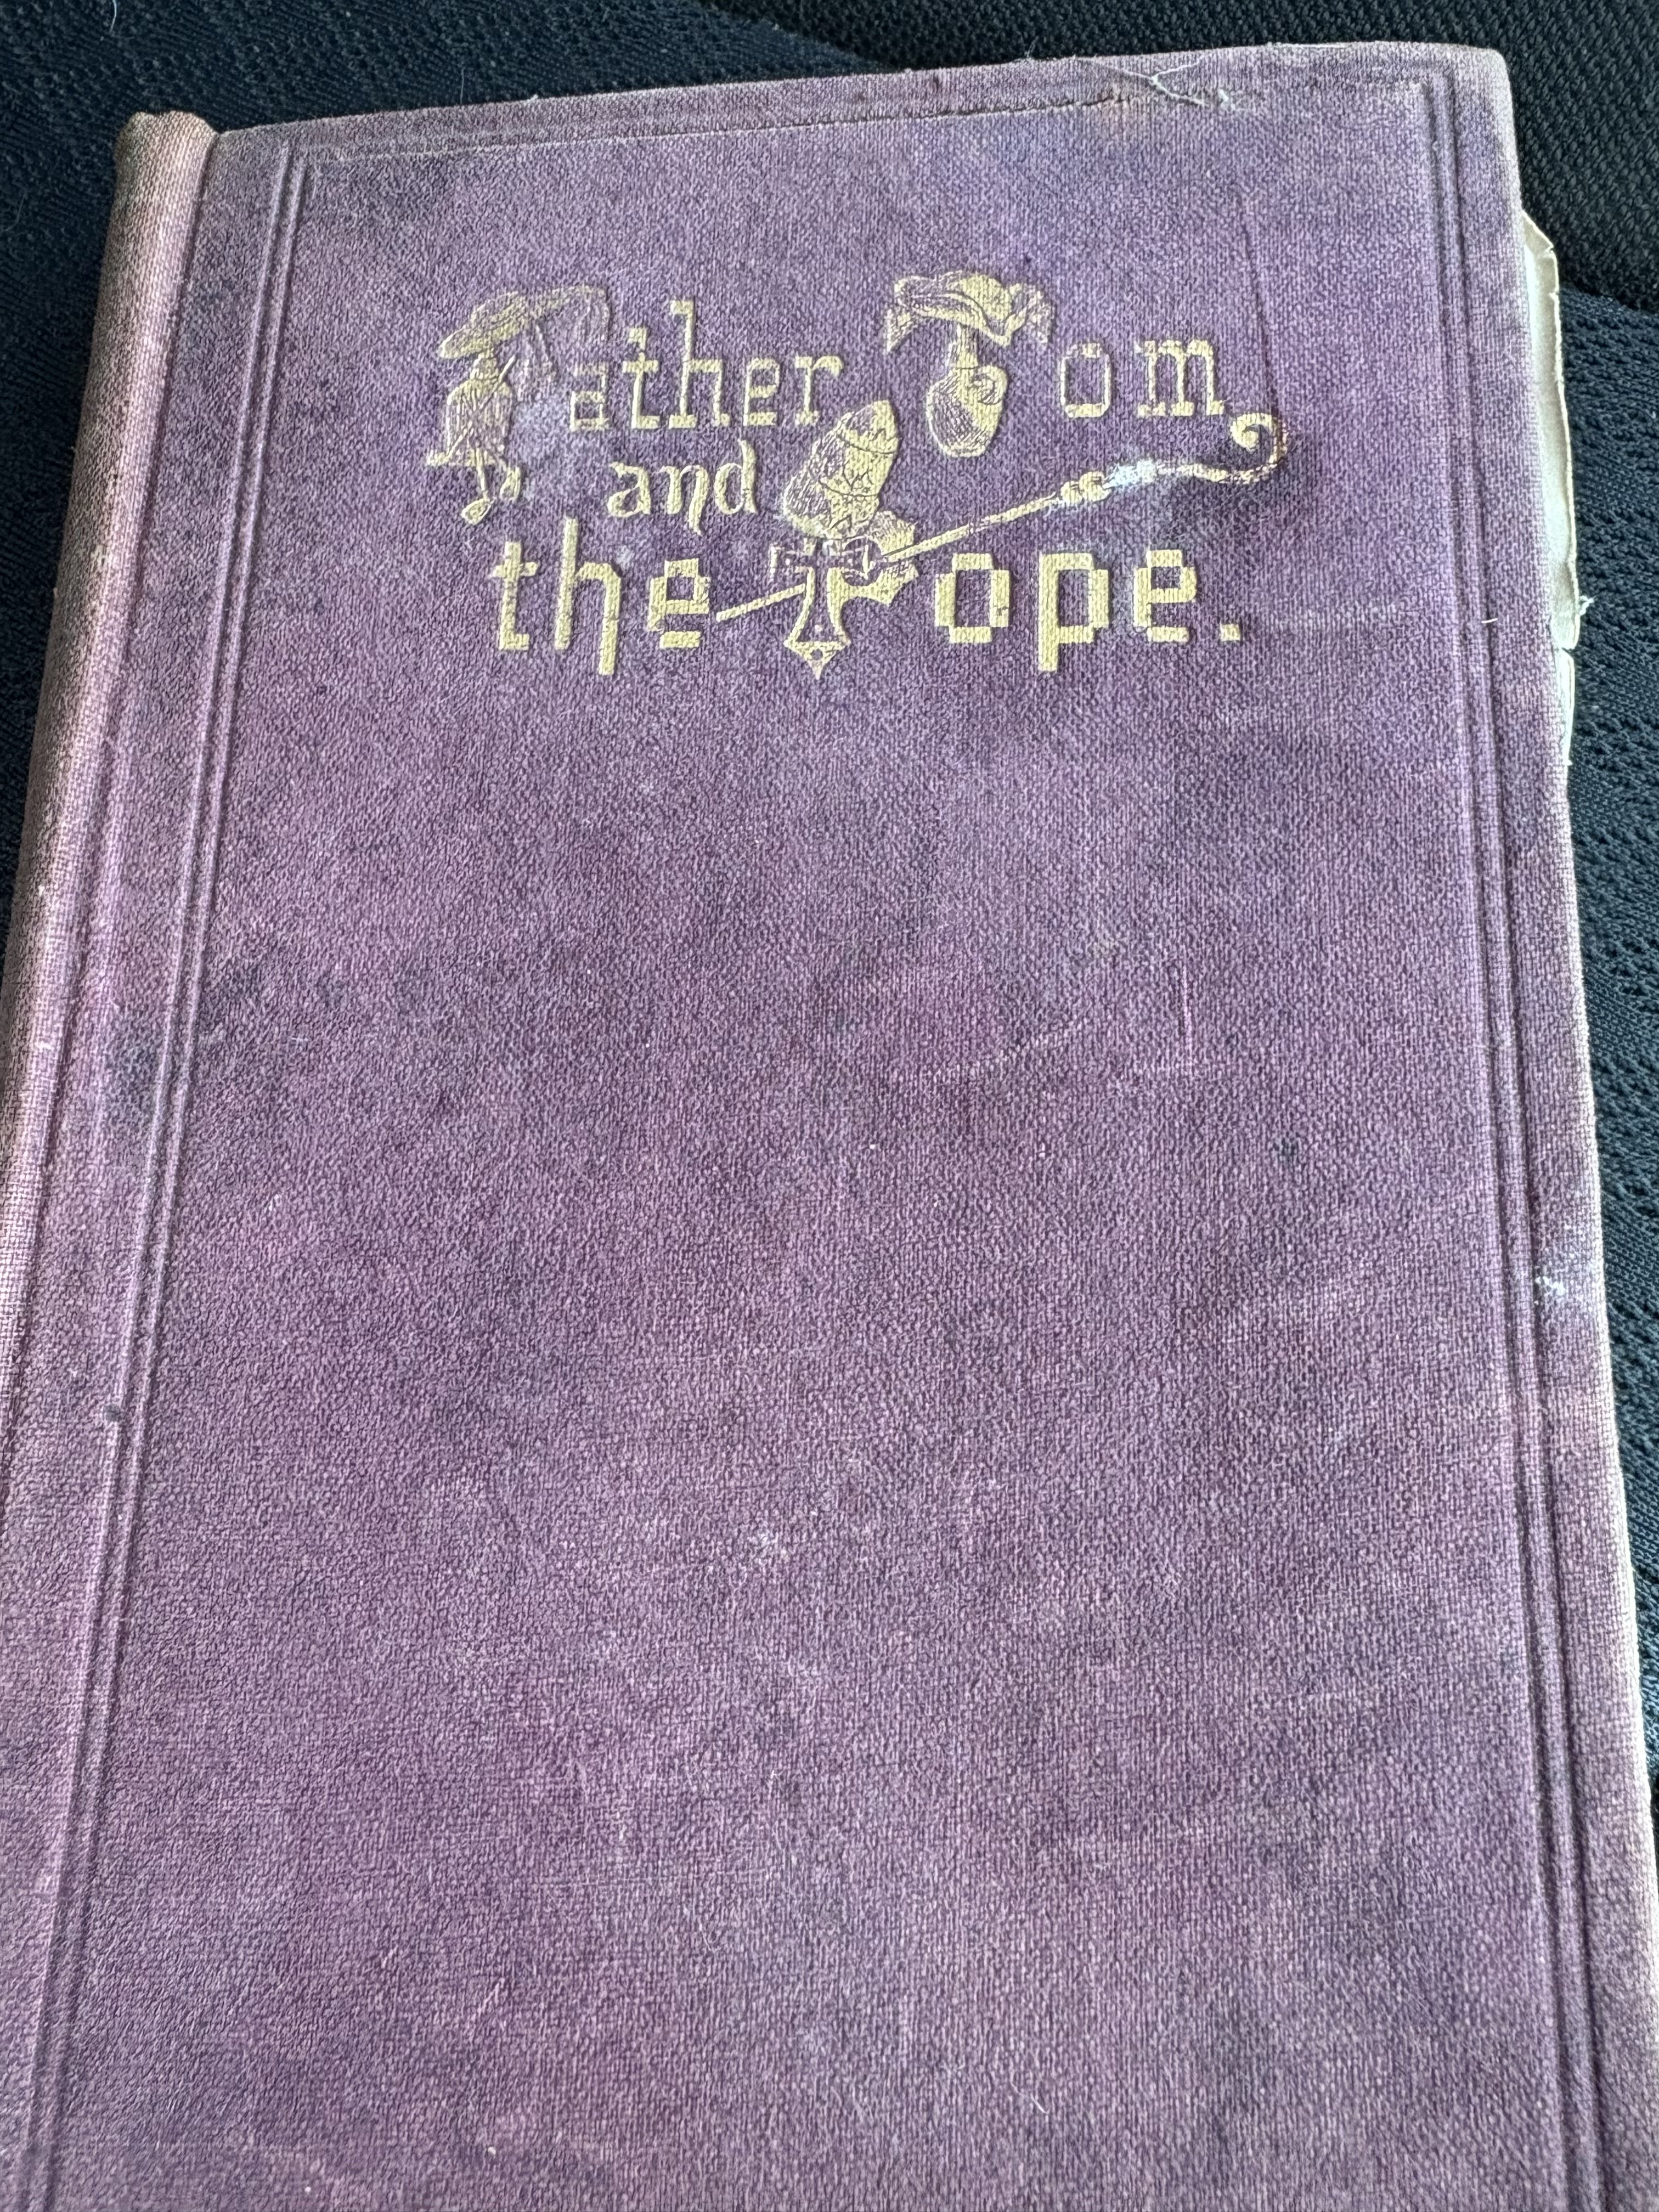 Father Tom
and
the Pope.